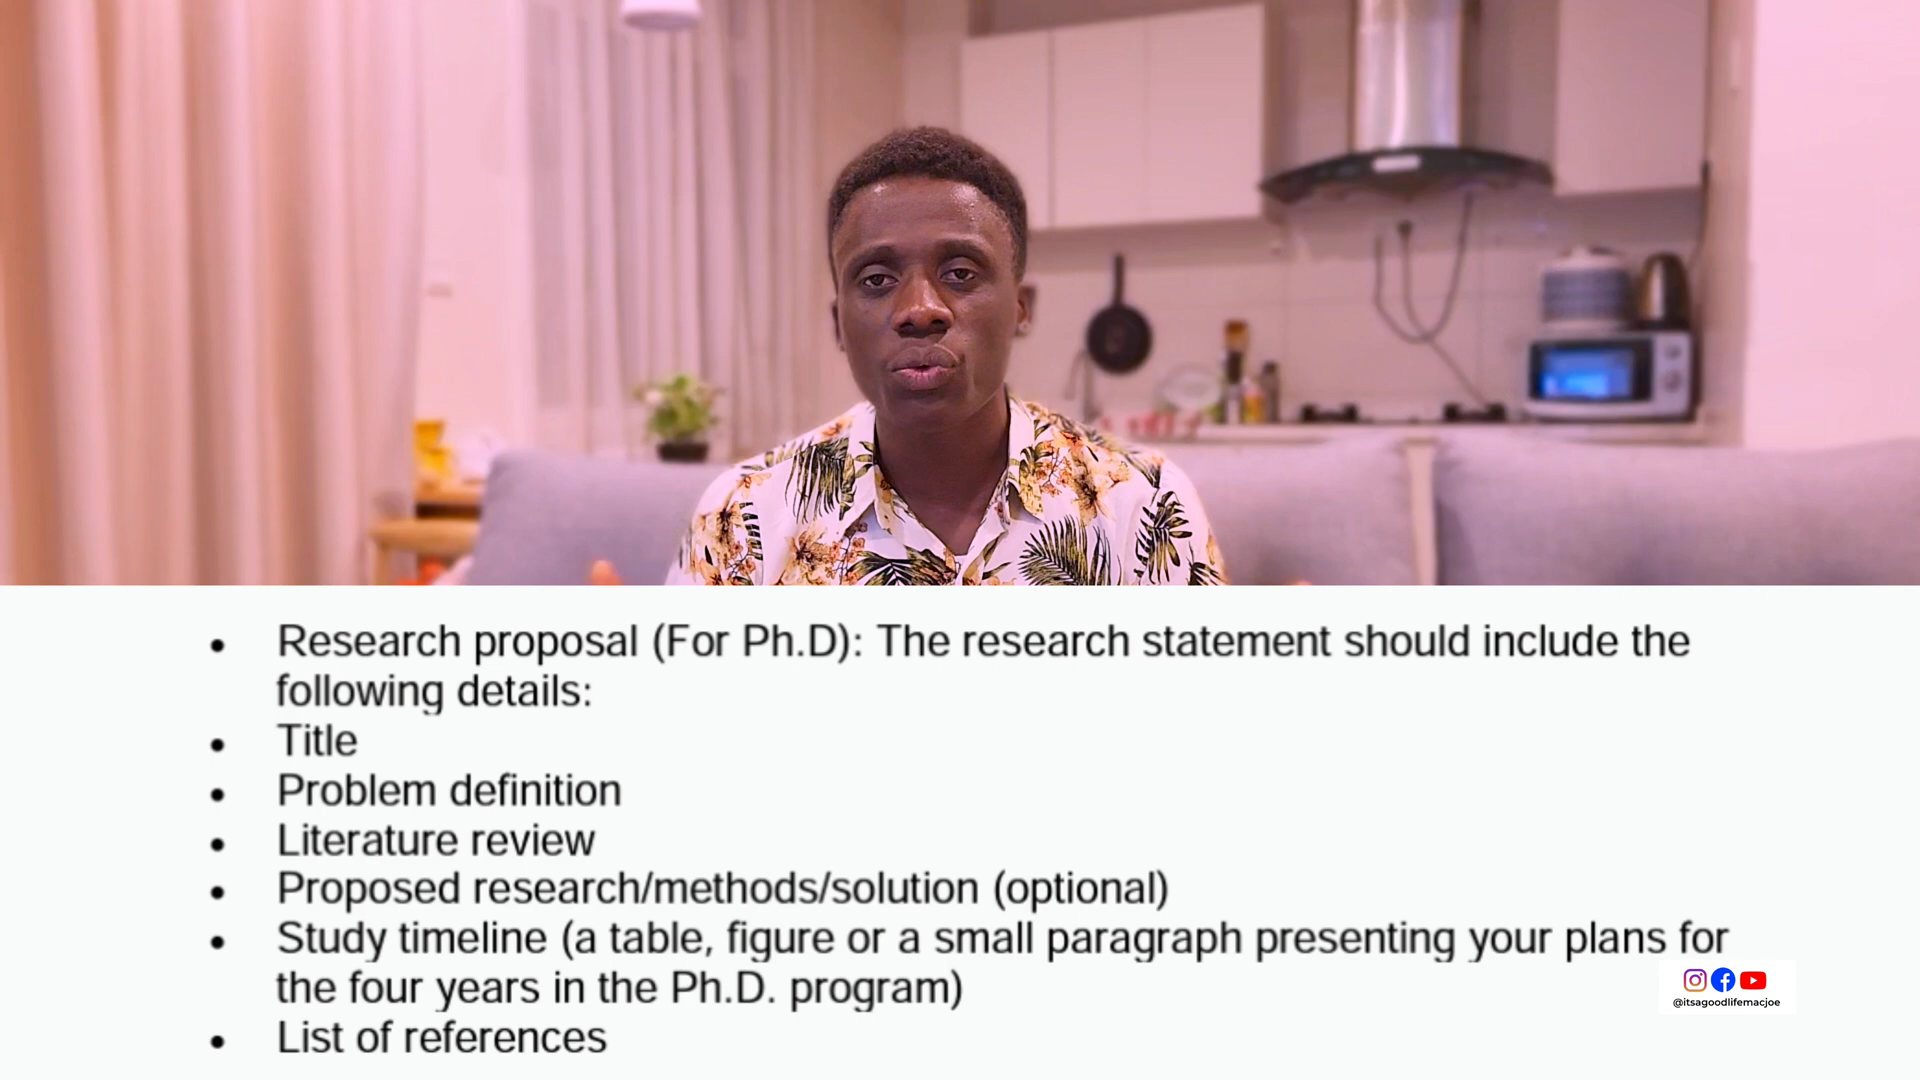 • Research proposal (For Ph.D): The research statement should include the
following details:
• Title
• Problem definition
• Literature review
• Proposed research/methods/solution (optional)
• Study timeline (a table, figure or a small paragraph presenting your plans for
the four years in the Ph.D. program)
• List of references
@itsagoodlifemacjoe